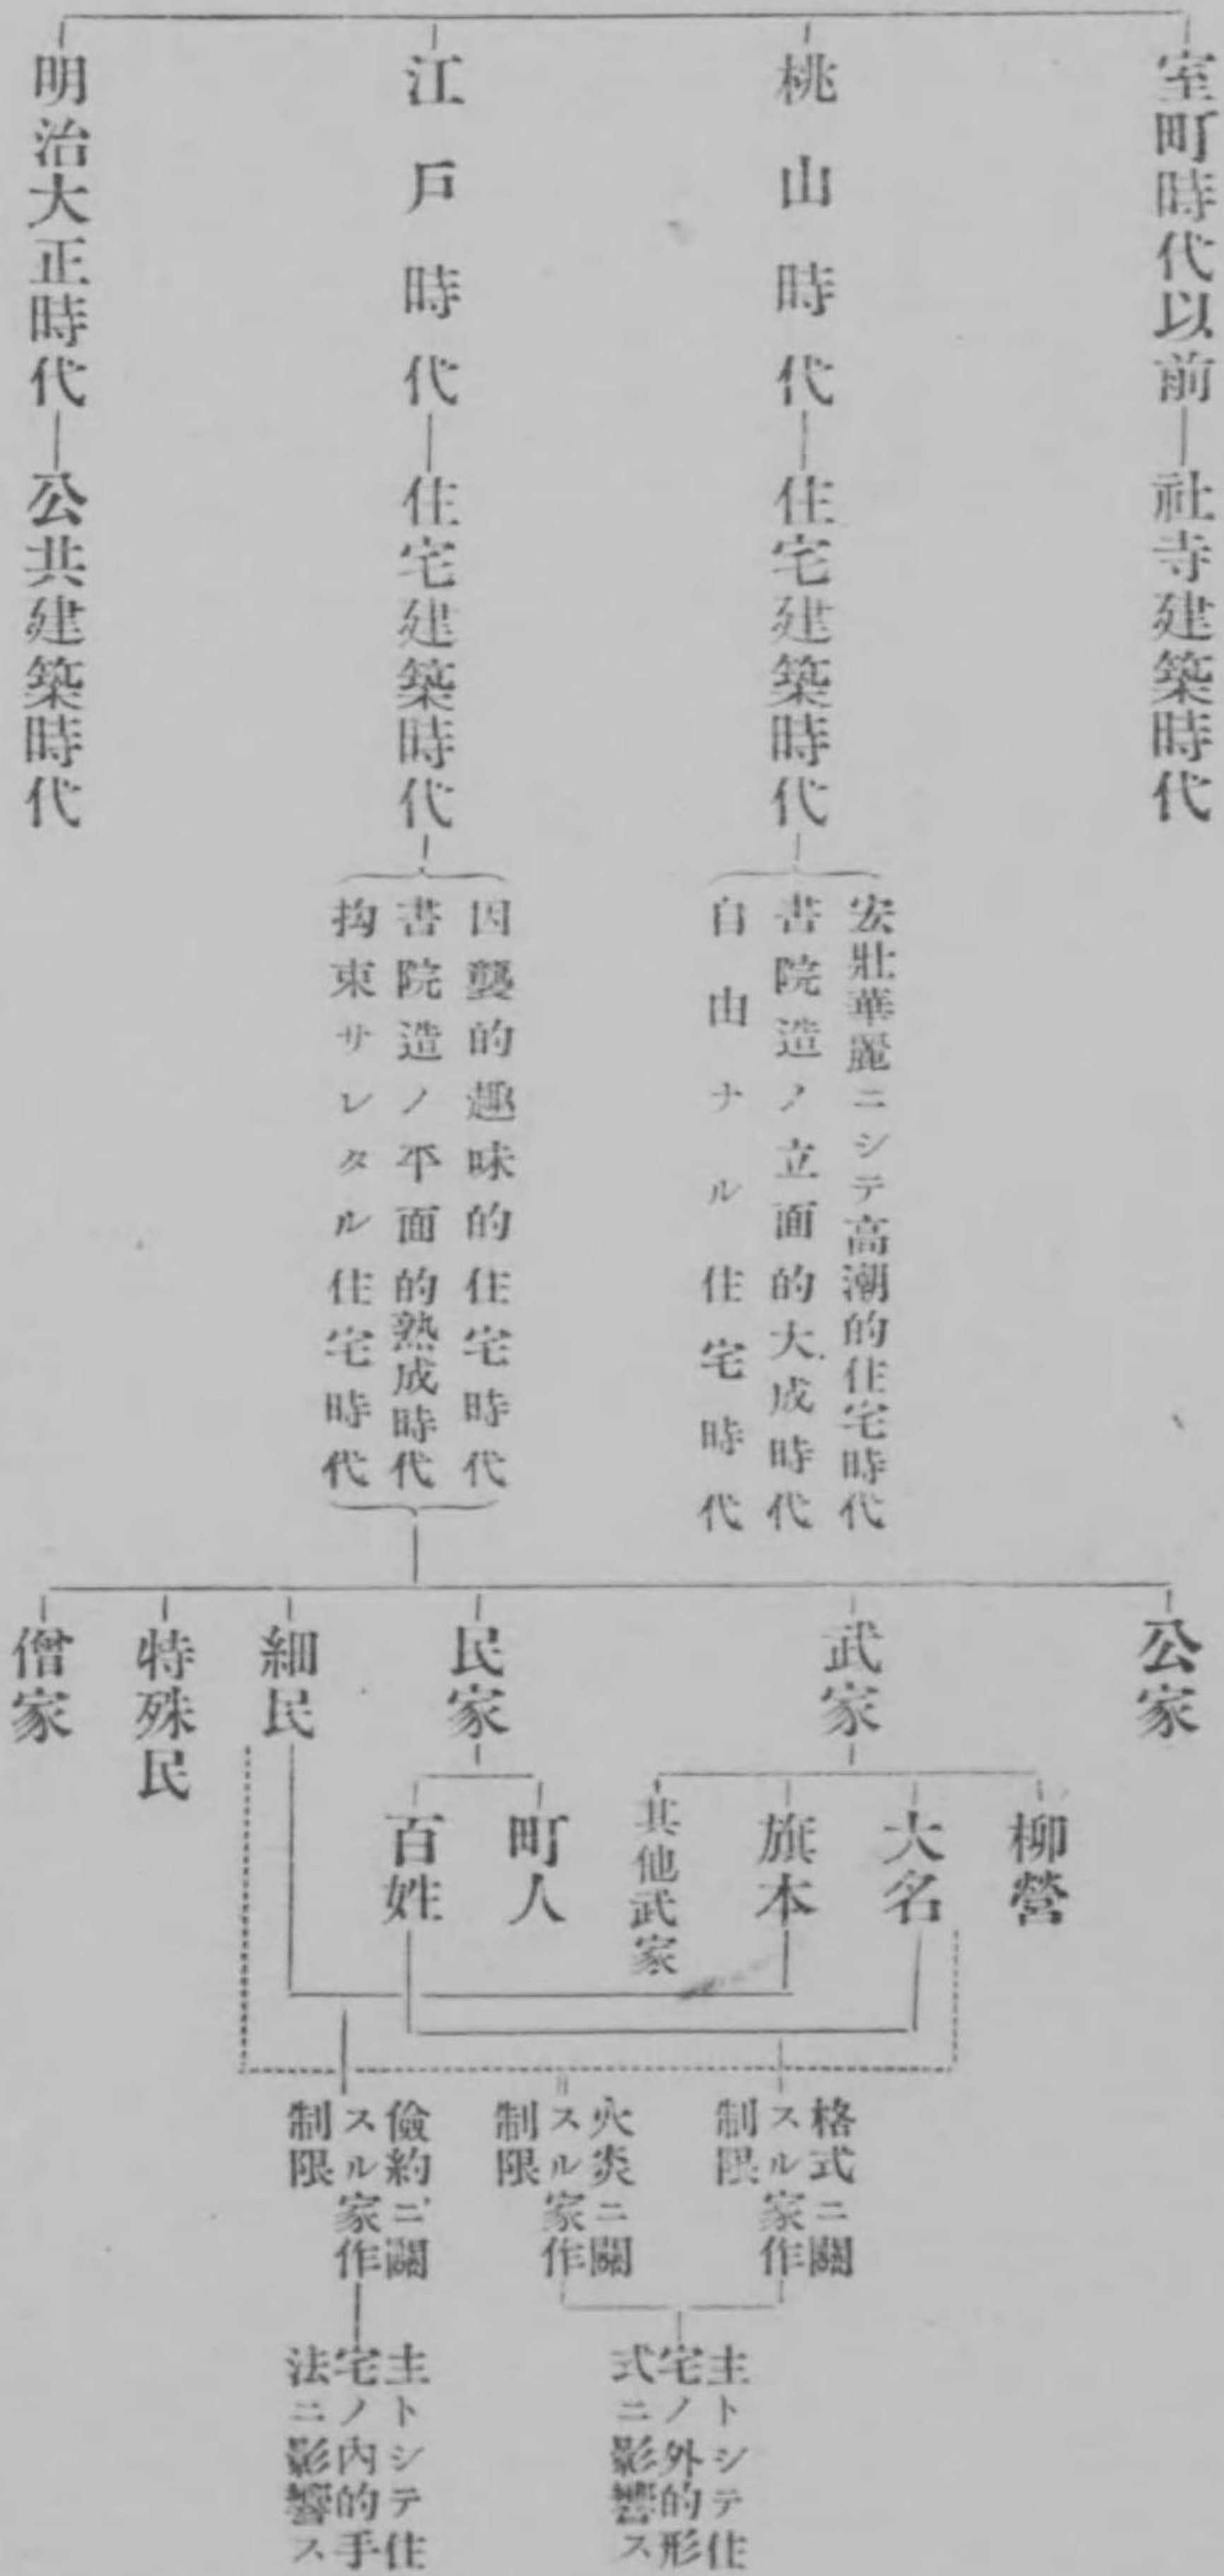 室町時代以前―社寺建築時代
桃山時代―住宅建築時代
宏壯華麗ニシテ高潮的住宅時代
書院造ノ立面的大成時代
自由ナル住宅時代
江戸時代―住宅建築時代
因襲的趣味的住宅時代
書院造ノ平面的熟成時代
拘束サレタル住宅時代
明治大正時代―公共建築時代
公家
武家
柳營
大名
旗本
其他武家
民家
町人
百姓
細民
特殊民
僧家
格式ニ關
スル家作
制限
火災ニ關
スル家作
制限
儉約ニ關
スル家作
制限
主トシテ住
宅ノ外的形
式ニ影響ス
主トシテ住
宅ノ內的手
法ニ影響ス